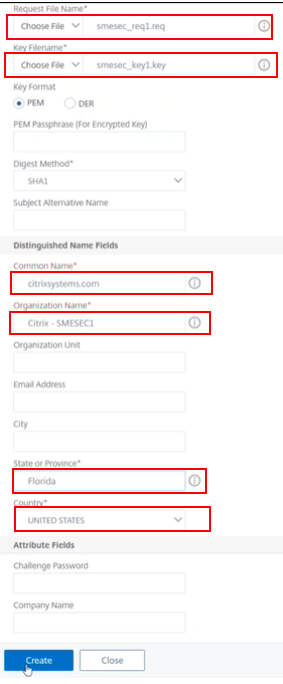 Request File Name*
Choose File smesec_req1.req
Key Filename*
Choose File smesec_key1.key
Key Format
PEM DER
PEM Passphrase (For Encrypted Key)
Digest Method*
SHA1
Subject Alternative Name
Distinguished Name Fields
Common Name*
citrixsystems.com
Organization Name*
Citrix - SMESEC1
Organization Unit
Email Address
City
State or Province*
Florida
Country*
UNITED STATES
Attribute Fields
Challenge Password
Company Name
Create Close